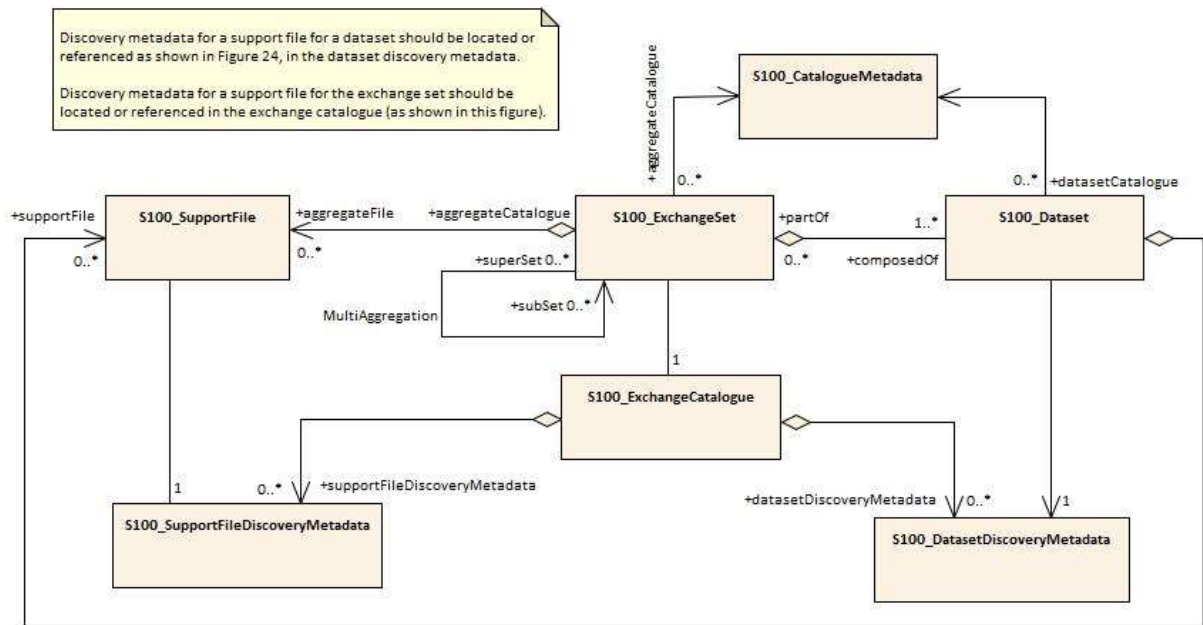 Discovery metadata for a support file for a dataset should be located or
referenced as shown in Figure 24, in the dataset discovery metadata.
Discovery metadata for a support file for the exchange set should be
located or referenced in the exchange catalogue (as shown in this figure).
S100_CatalogueMetadata
+aggregateCatalogue
0..*
0..*
+datasetCatalogue
+supportFile
0..*
S100_SupportFile
+aggregateFile
0..*
+aggregateCatalogue
S100_ExchangeSet
+partOf
0..*
1..*
+composedOf
S100_Dataset
+superSet 0..*
+subSet 0..*
MultiAggregation
1
S100_ExchangeCatalogue
1
0..*
+supportFileDiscoveryMetadata
+datasetDiscoveryMetadata
0..*
1
S100_SupportFileDiscoveryMetadata
S100_DatasetDiscoveryMetadata